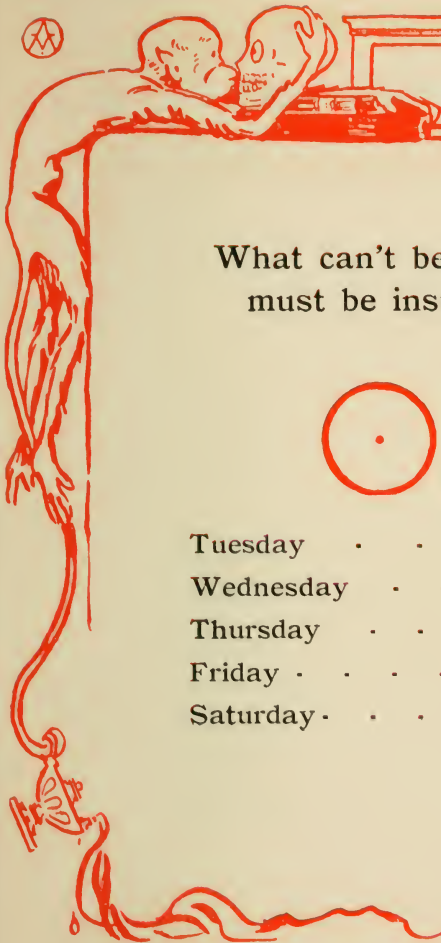 What can't be
must be ins
Tuesday - -
Wednesday -
Thursday - -
Friday - - - -
Saturday - - -